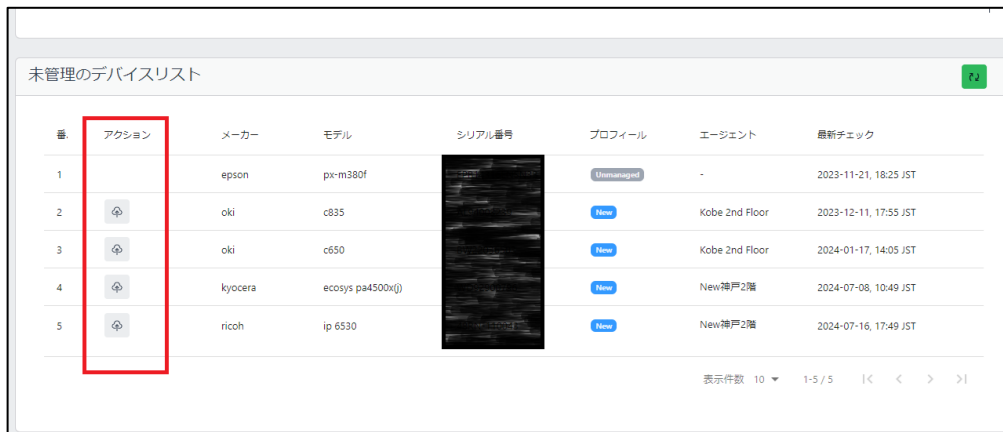 未管理のデバイスリスト
番. アクション メーカー モデル シリアル番号 プロフィール エージェント 最新チェック
1 epson px-m380f Unmanaged - 2023-11-21, 18:25 JST
2 oki c835 New Kobe 2nd Floor 2023-12-11, 17:55 JST
3 oki c650 New Kobe 2nd Floor 2024-01-17, 14:05 JST
4 kyocera ecosys pa4500x(j) New New神戸2階 2024-07-08, 10:49 JST
5 ricoh ip 6530 New New神戸2階 2024-07-16, 17:49 JST
表示件数 10 1-5 / 5